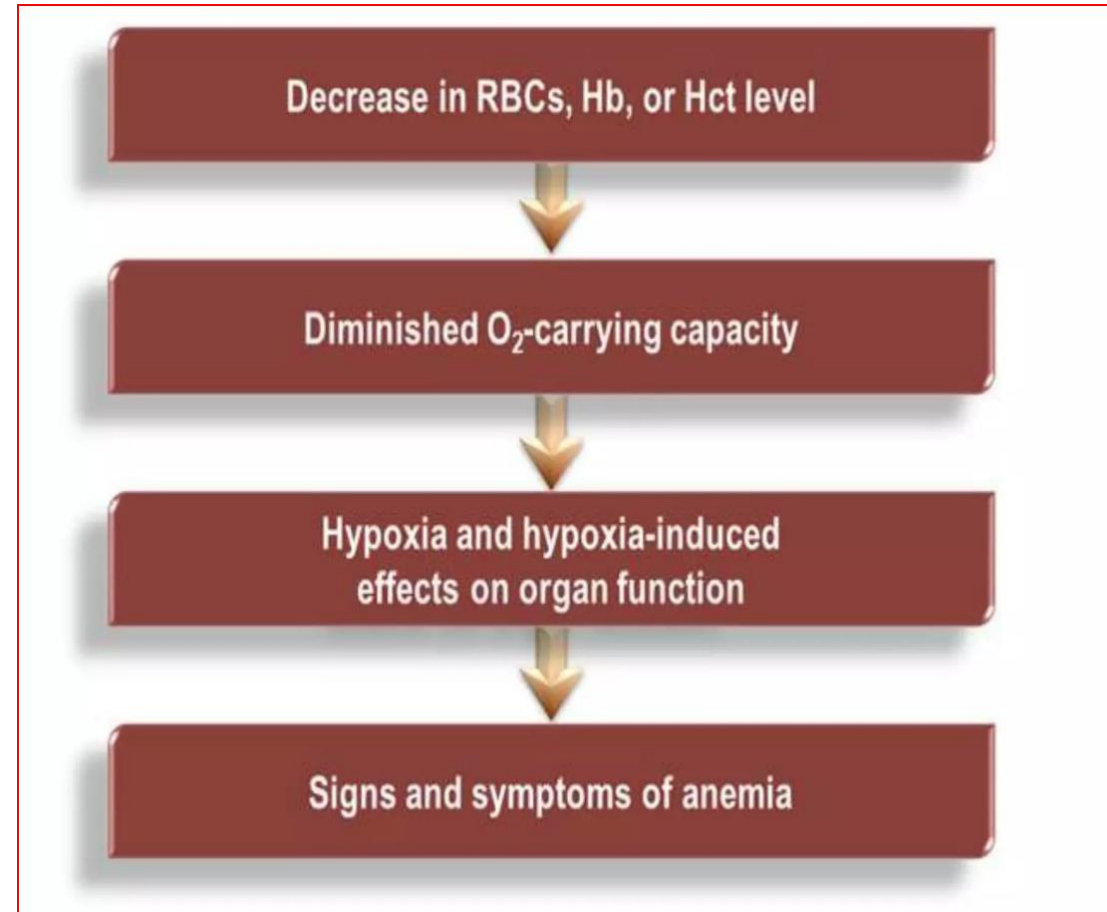 Decrease in RBCs, Hb, or Hct level
Diminished O₂-carrying capacity
Hypoxia and hypoxia-induced
effects on organ function
Signs and symptoms of anemia